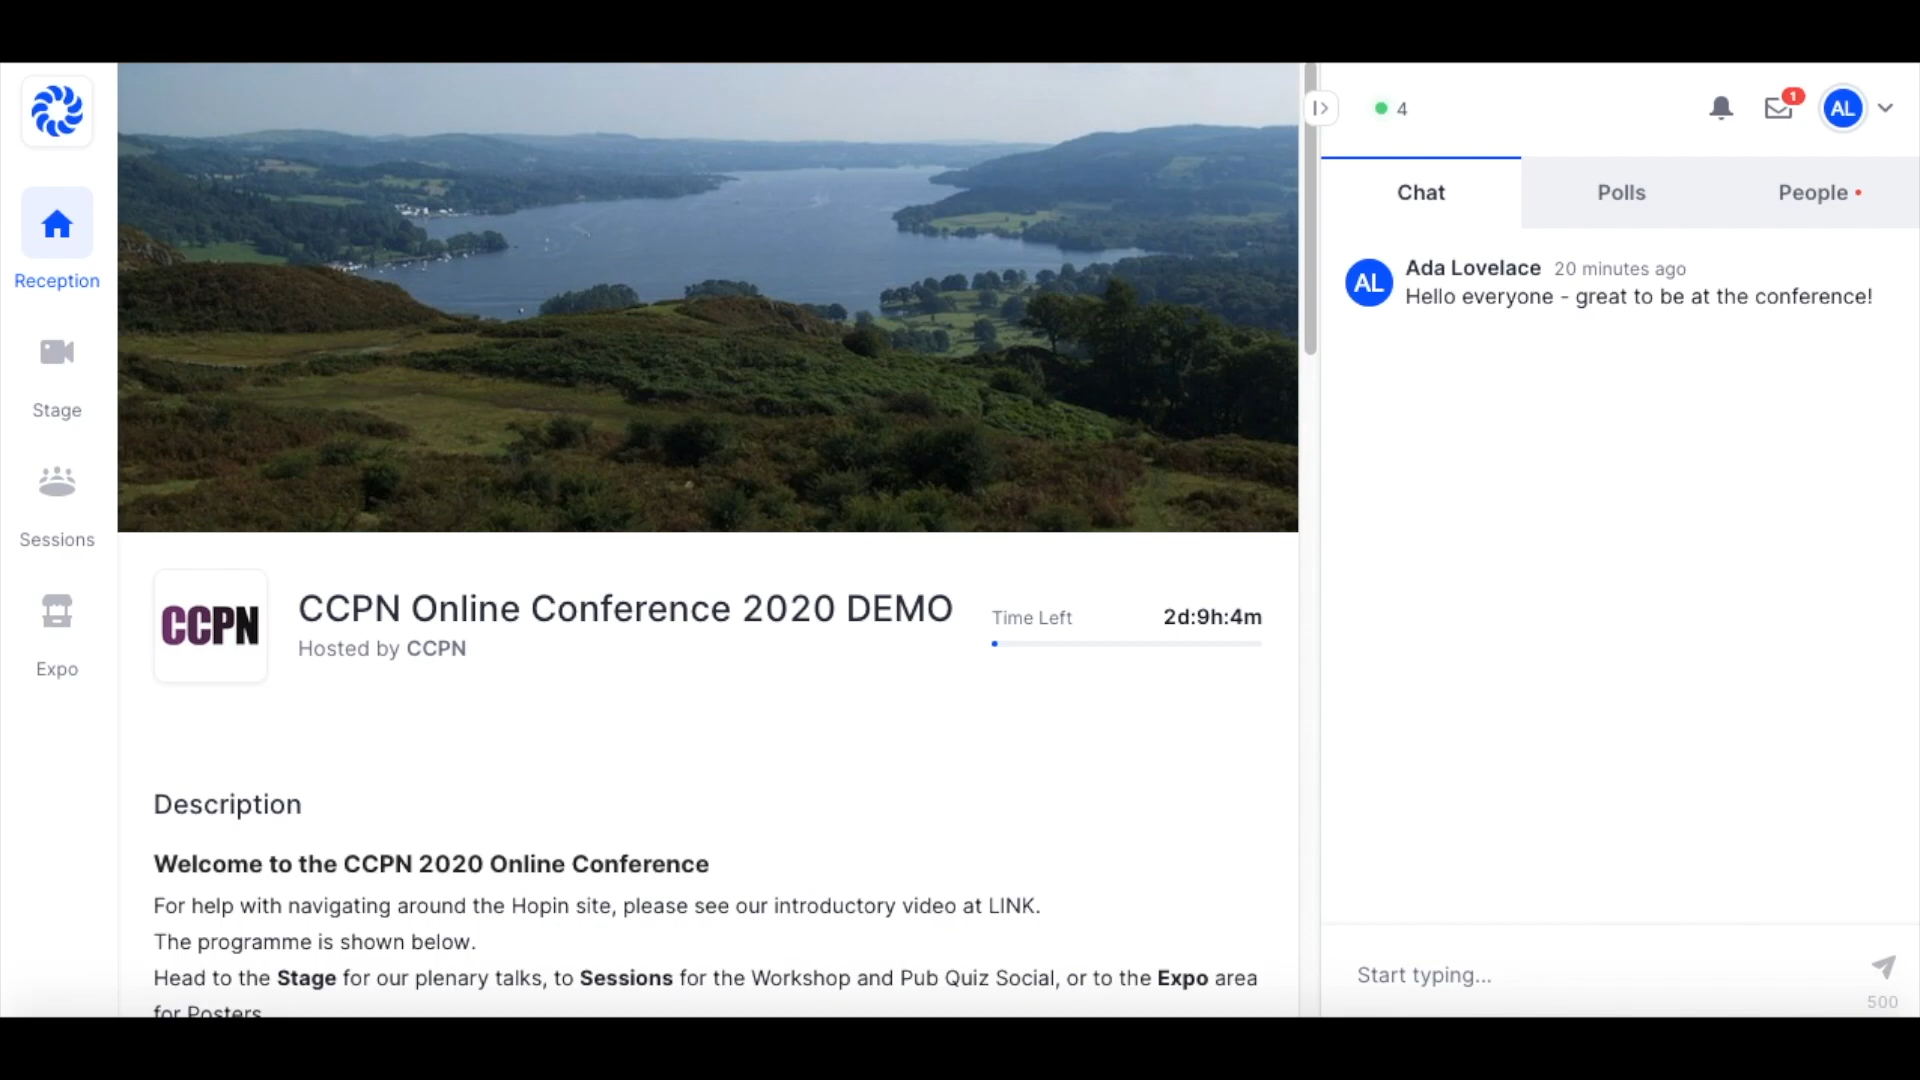 Reception
Stage
Sessions
Expo
CCPN
CCPN Online Conference 2020 DEMO
Hosted by CCPN
Time Left 2d:9h:4m
Description
Welcome to the CCPN 2020 Online Conference
For help with navigating around the Hopin site, please see our introductory video at LINK.
The programme is shown below.
Head to the Stage for our plenary talks, to Sessions for the Workshop and Pub Quiz Social, or to the Expo area
for Posters
4
1
AL
Chat Polls People
AL
Ada Lovelace 20 minutes ago
Hello everyone - great to be at the conference!
Start typing...
500